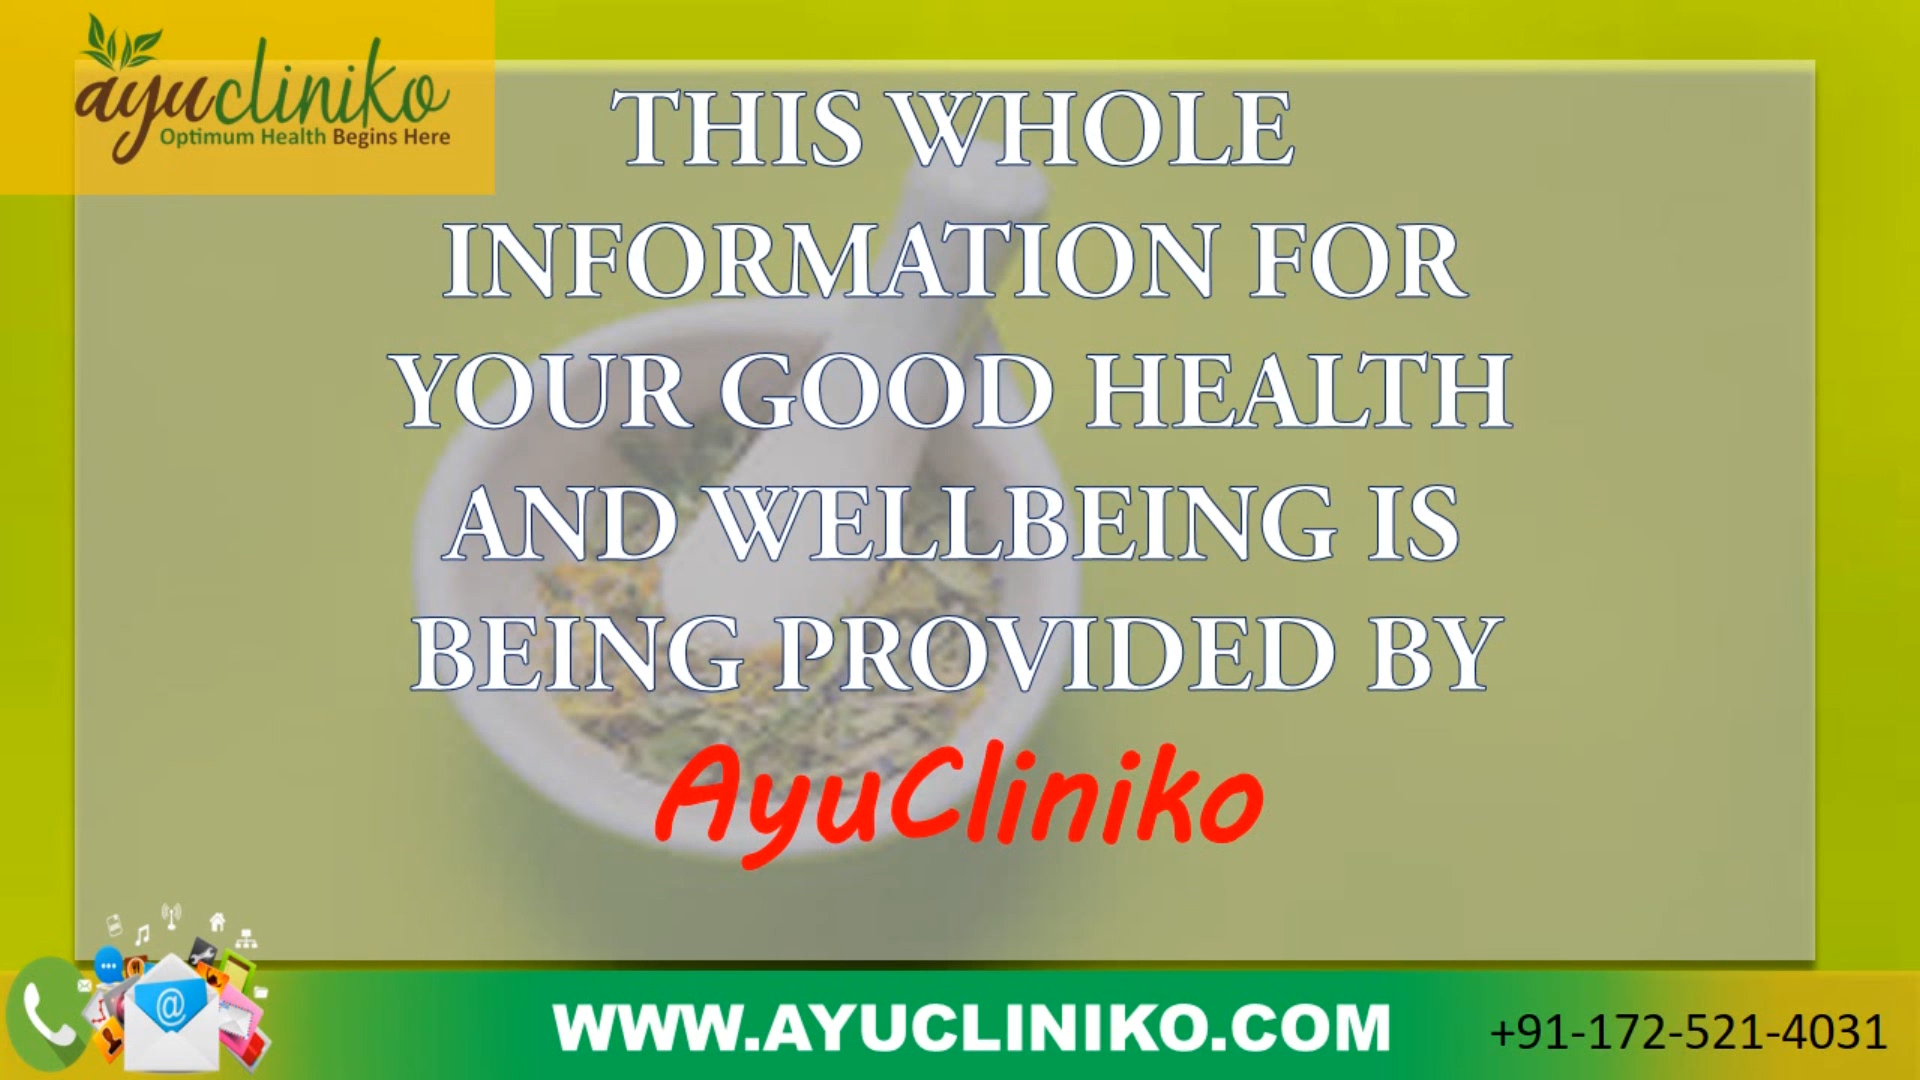 ayucliniko
Optimum Health Begins Here
THIS WHOLE
INFORMATION FOR
YOUR GOOD HEALTH
AND WELLBEING IS
BEING PROVIDED BY
AyuCliniko
@
WWW.AYUCLINIKO.COM
+91-172-521-4031